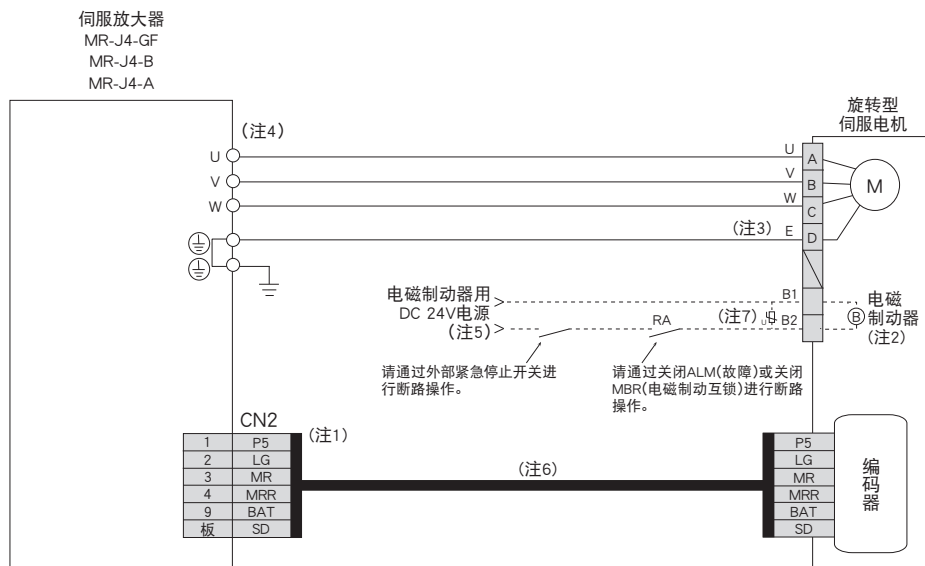 伺服放大器
MR-J4-GF
MR-J4-B
MR-J4-A
旋转型
伺服电机
(注4)
U
U
A
V
V
B
M
W
W
C
(注3)
E
D
电磁制动器用
DC 24V电源
(注5)
B1
(注7)
U
B2
RA
B
电磁
制动器
(注2)
请通过外部紧急停止开关进
行断路操作。
请通过关闭ALM(故障)或关闭
MBR(电磁制动互锁)进行断路
操作。
CN2
(注1)
1 P5
2 LG
3 MR
4 MRR
9 BAT
板 SD
(注6)
P5
LG
MR
MRR
BAT
SD
编码器